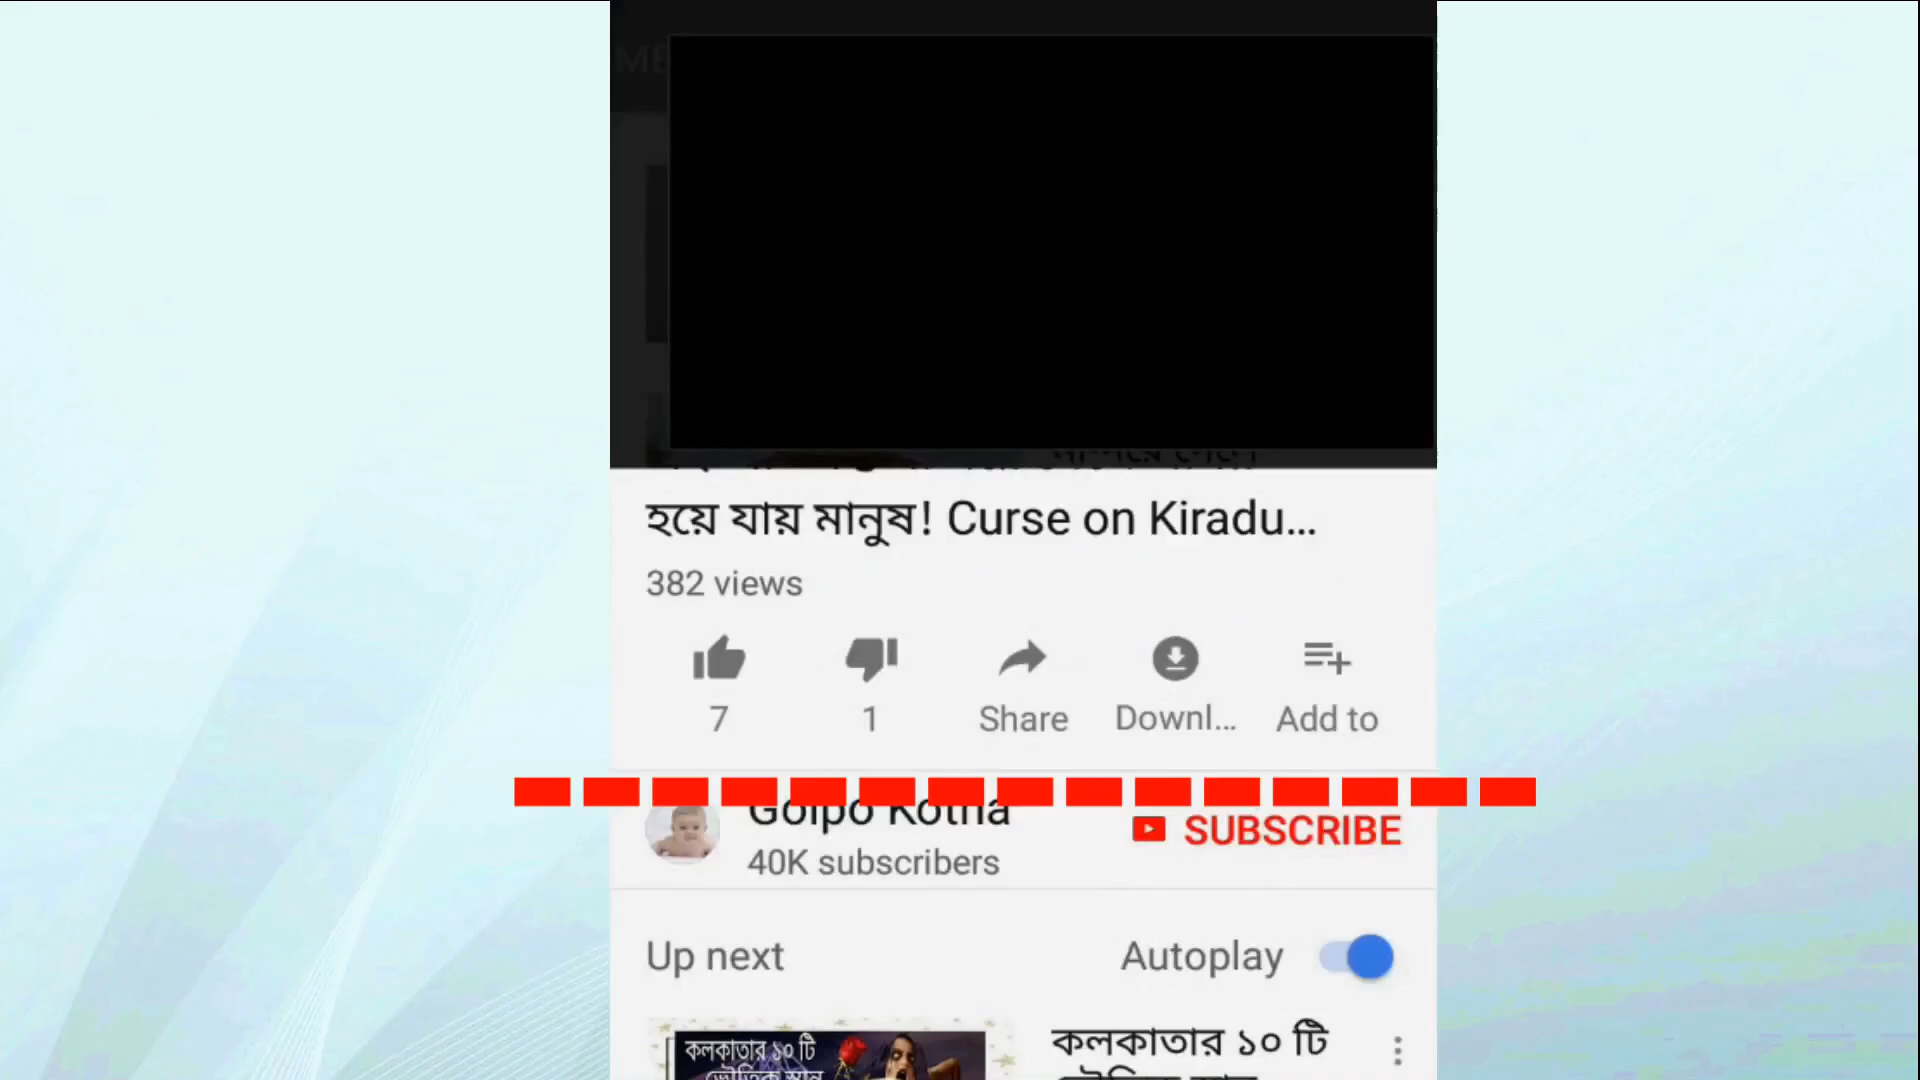 হয়ে যায় মানুষ! Curse on Kiradu...
382 views
7
1
Share
Downl...
Add to
Golpo Kotha
SUBSCRIBE
40K subscribers
Up next
Autoplay
কলকাতার ১০ টি
কলকাতার ১০ টি
ভৌতিক স্থান